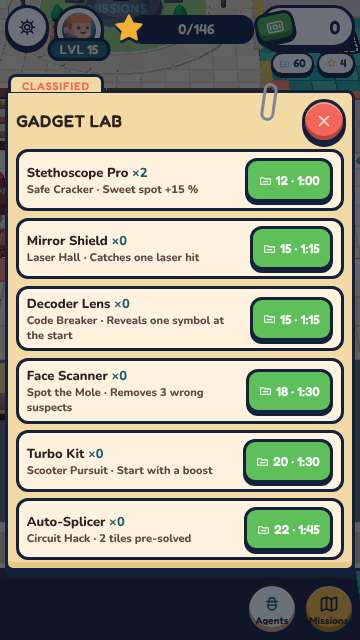 MISSIONS
LVL 15
0/146
0
60
4
CLASSIFIED
GADGET LAB
Stethoscope Pro ×2
Safe Cracker · Sweet spot +15 %
12 · 1:00
Mirror Shield ×0
Laser Hall · Catches one laser hit
15 · 1:15
Decoder Lens ×0
Code Breaker · Reveals one symbol at
the start
15 · 1:15
Face Scanner ×0
Spot the Mole · Removes 3 wrong
suspects
18 · 1:30
Turbo Kit ×0
Scooter Pursuit · Start with a boost
20 · 1:30
Auto-Splicer ×0
Circuit Hack · 2 tiles pre-solved
22 · 1:45
Agents
Missions